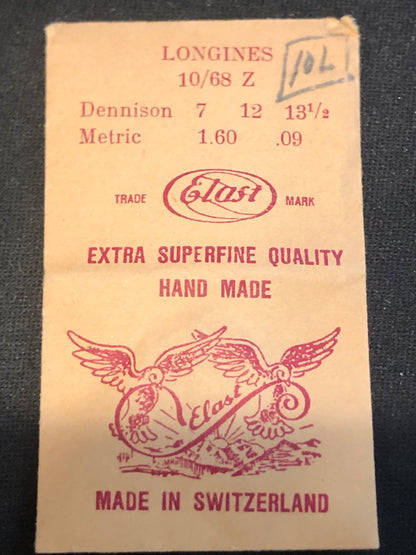 LONGINES
10/68 Z
10L
Dennison 7 12 13½
Metric 1.60 .09
TRADE Elast MARK
EXTRA SUPERFINE QUALITY
HAND MADE
Elast
MADE IN SWITZERLAND